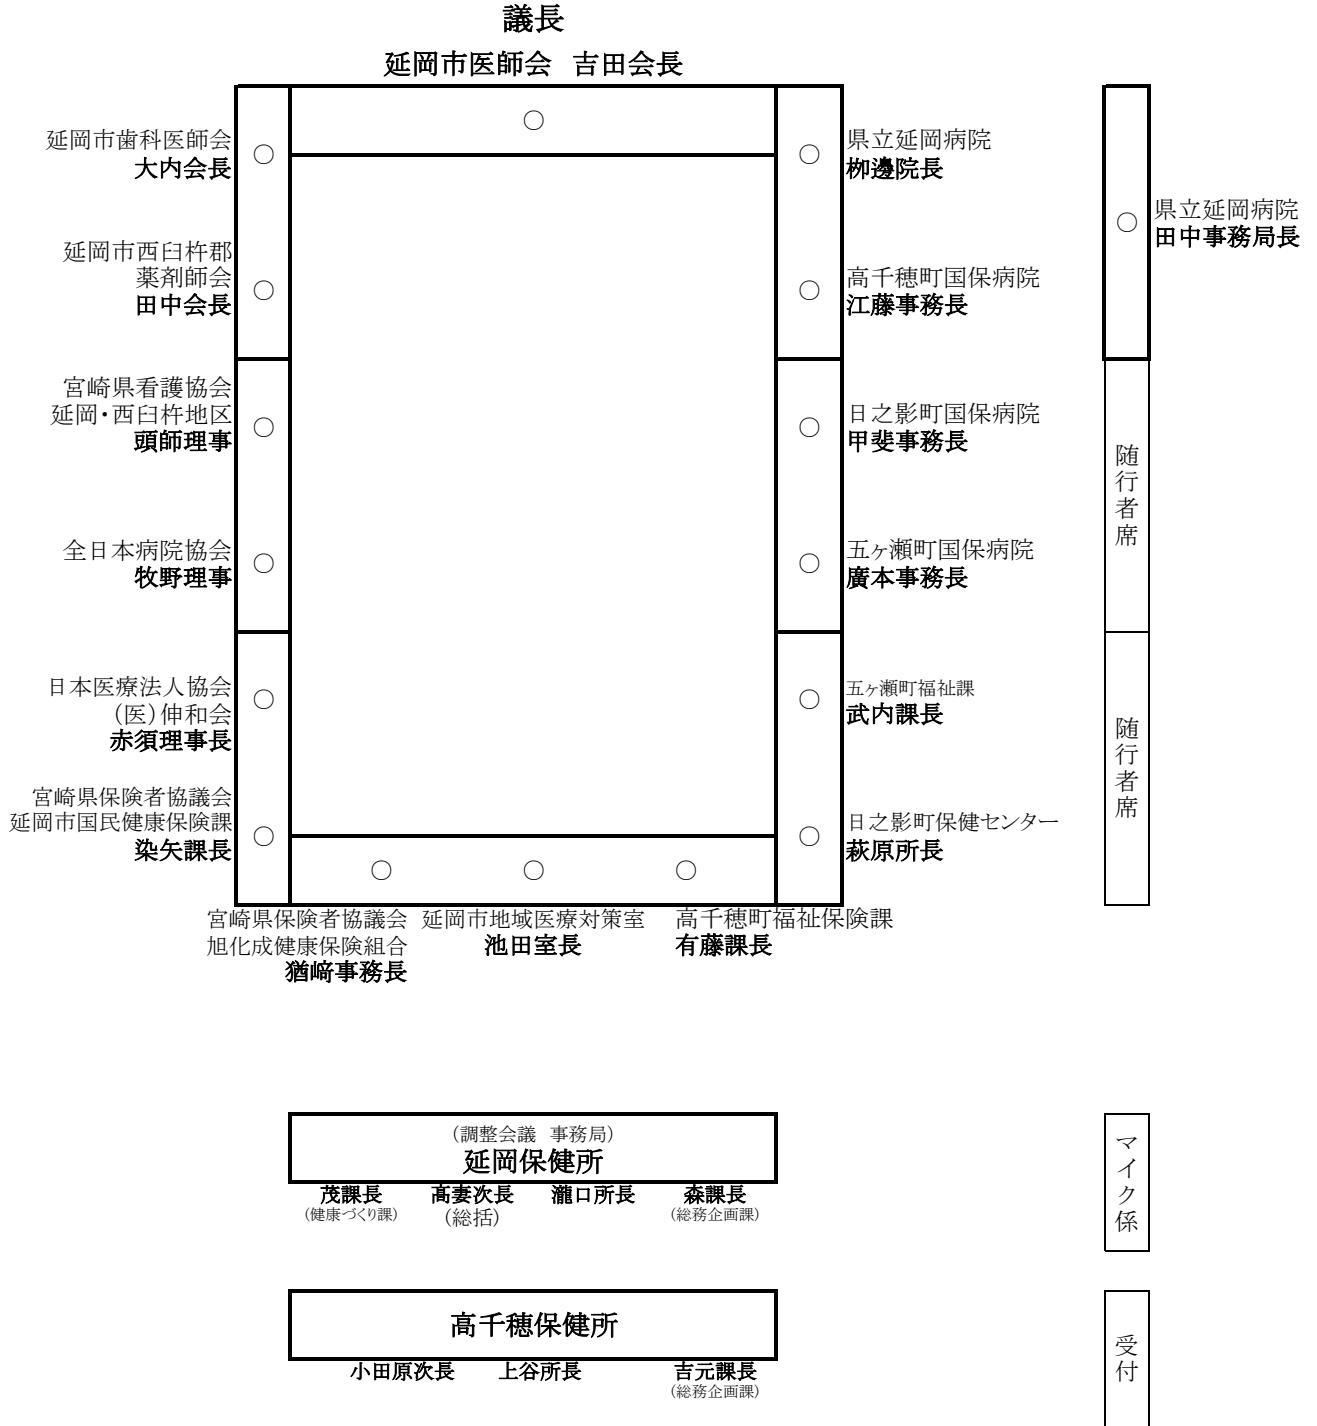 議長
延岡市医師会　吉田会長
延岡市歯科医師会
大内会長
延岡市西臼杵郡
薬剤師会
田中会長
宮崎県看護協会
延岡・西臼杵地区
頭師理事
全日本病院協会
牧野理事
日本医療法人協会
（医）伸和会
赤須理事長
宮崎県保険者協議会
延岡市国民健康保険課
染矢課長
県立延岡病院
栁邊院長
高千穂町国保病院
江藤事務長
日之影町国保病院
甲斐事務長
五ヶ瀬町国保病院
廣本事務長
五ヶ瀬町福祉課
武内課長
日之影町保健センター
萩原所長
県立延岡病院
田中事務局長
随行者席
随行者席
宮崎県保険者協議会
旭化成健康保険組合
猶﨑事務長
延岡市地域医療対策室
池田室長
高千穂町福祉保険課
有藤課長
（調整会議　事務局）
延岡保健所
茂課長
（健康づくり課）
髙妻次長
（総括）
瀧口所長
森課長
（総務企画課）
マイク係
高千穂保健所
小田原次長
上谷所長
吉元課長
（総務企画課）
受付